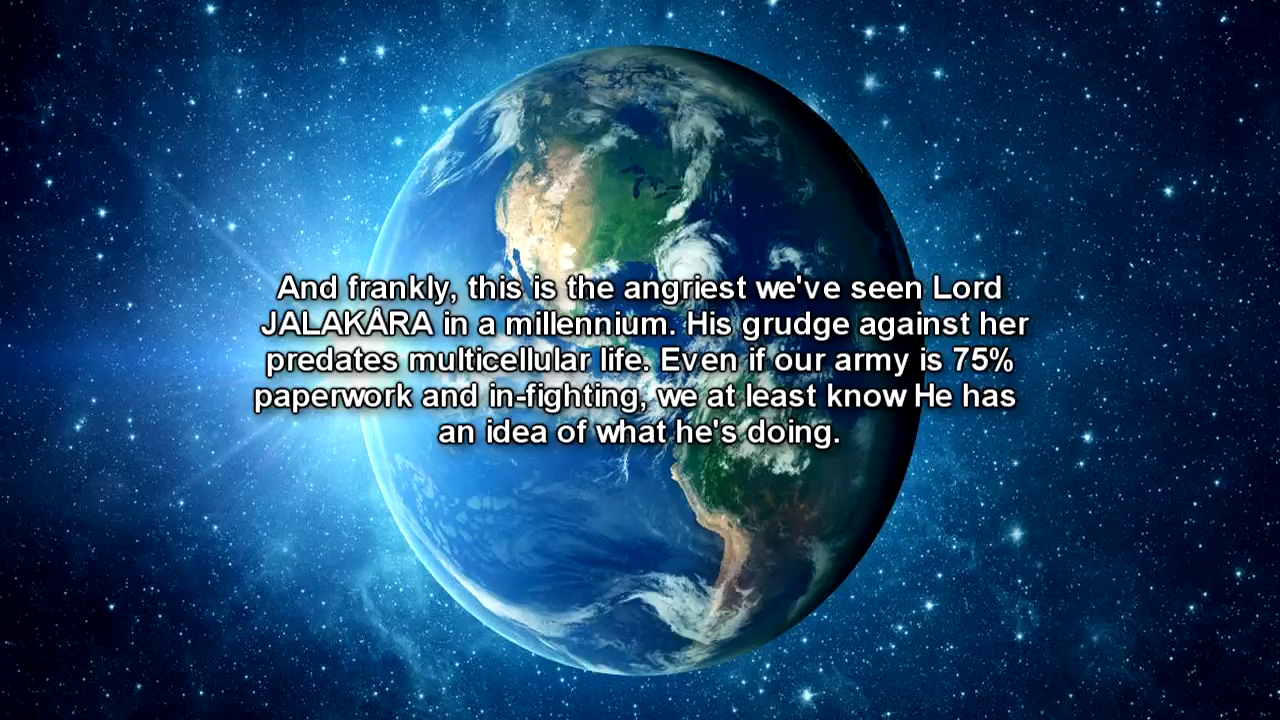 And frankly, this is the angriest we've seen Lord
JALAKÅRA in a millennium. His grudge against her
predates multicellular life. Even if our army is 75%
paperwork and in-fighting, we at least know He has
an idea of what he's doing.